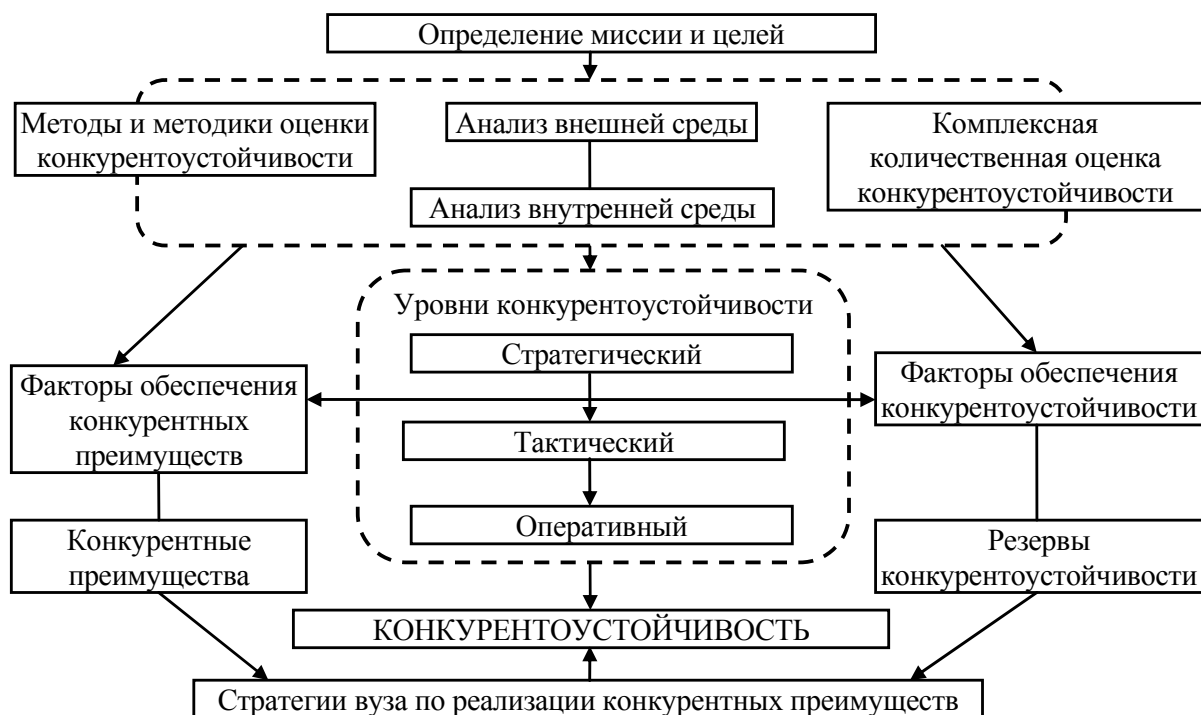 Определение миссии и целей
Методы и методики оценки
конкурентоустойчивости
Анализ внешней среды
Комплексная
количественная оценка
конкурентоустойчивости
Анализ внутренней среды
Уровни конкурентоустойчивости
Стратегический
Факторы обеспечения
конкурентных
преимуществ
Факторы обеспечения
конкурентоустойчивости
Тактический
Оперативный
Конкурентные
преимущества
Резервы
конкурентоустойчивости
КОНКУРЕНТОУСТОЙЧИВОСТЬ
Стратегии вуза по реализации конкурентных преимуществ